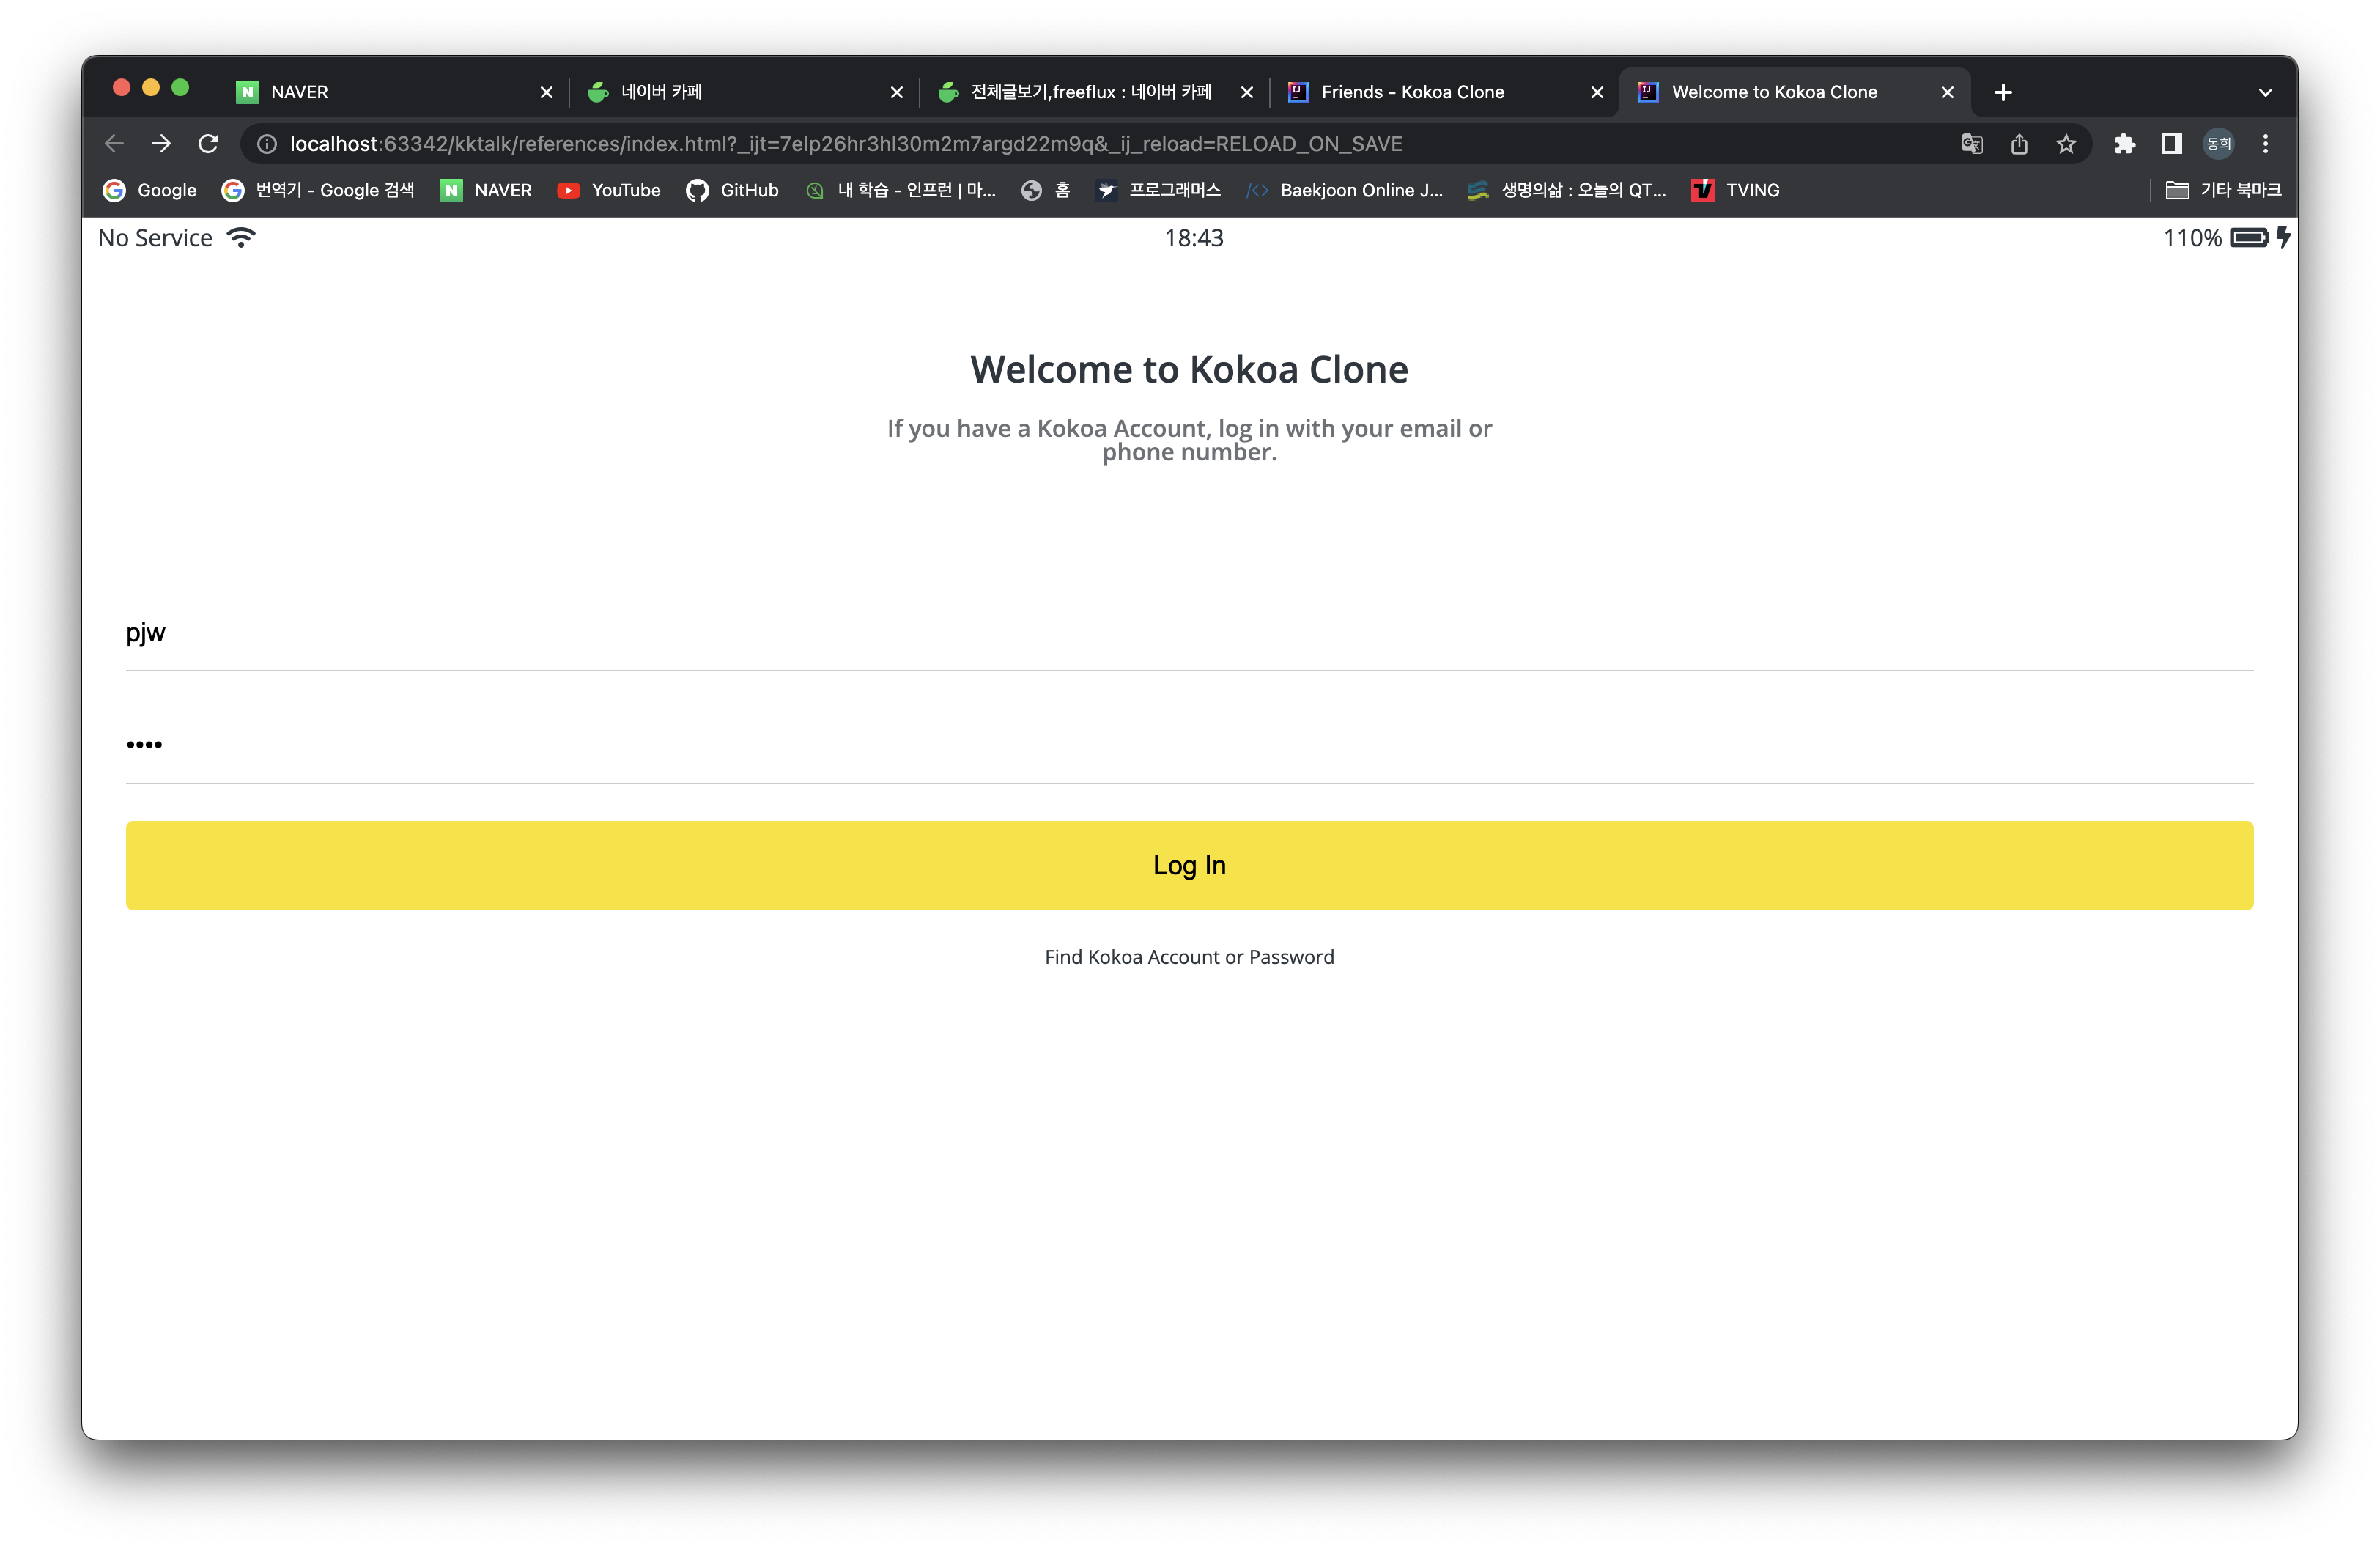 NAVER
네이버 카페
전체글보기,freeflux : 네이버 카페
Friends - Kokoa Clone
Welcome to Kokoa Clone
localhost:63342/kktalk/references/index.html?_ijt=7elp26hr3hl30m2m7argd22m9q&_ij_reload=RELOAD_ON_SAVE
동희
Google
번역기 - Google 검색
NAVER
YouTube
GitHub
내 학습 - 인프런 | 마...
홈
프로그래머스
Baekjoon Online J...
생명의삶 : 오늘의 QT...
TVING
기타 북마크
No Service
18:43
110%
Welcome to Kokoa Clone
If you have a Kokoa Account, log in with your email or
phone number.
pjw
••••
Log In
Find Kokoa Account or Password